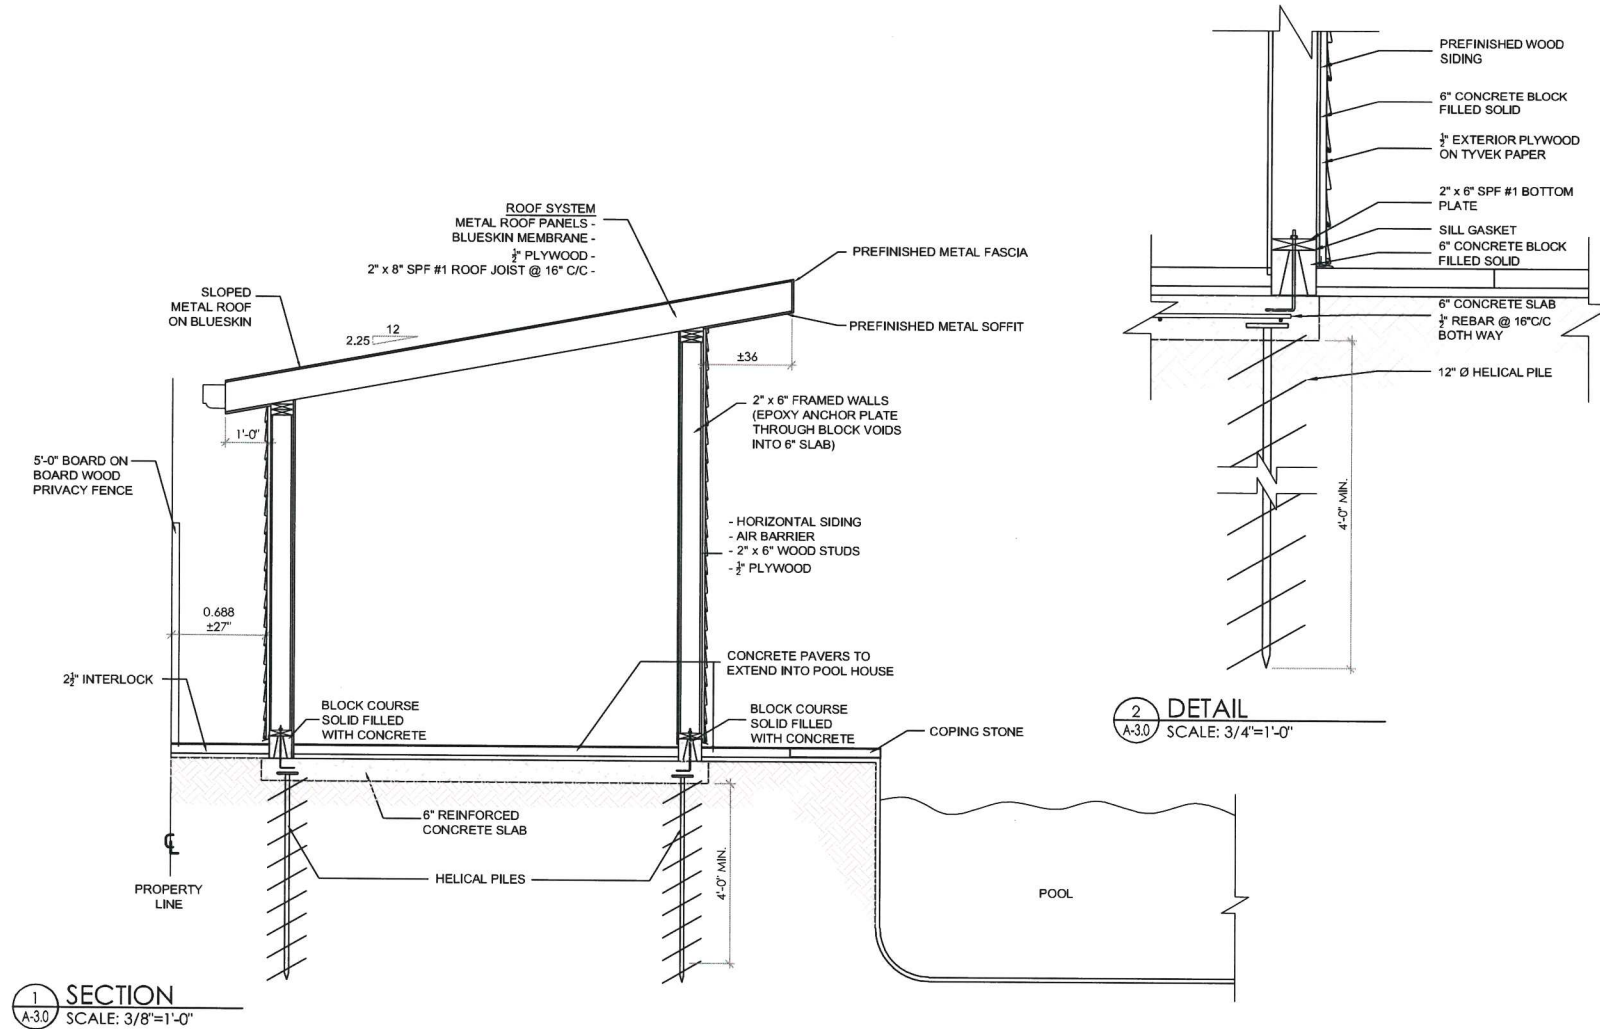 ROOF SYSTEM
METAL ROOF PANELS -
BLUESKIN MEMBRANE -
½" PLYWOOD -
2" x 8" SPF #1 ROOF JOIST @ 16" C/C -
PREFINISHED METAL FASCIA
SLOPED
METAL ROOF
ON BLUESKIN
12
2.25
PREFINISHED METAL SOFFIT
±36
1'-0"
2" x 6" FRAMED WALLS
(EPOXY ANCHOR PLATE
THROUGH BLOCK VOIDS
INTO 6" SLAB)
5'-0" BOARD ON
BOARD WOOD
PRIVACY FENCE
- HORIZONTAL SIDING
- AIR BARRIER
- 2" x 6" WOOD STUDS
- ½" PLYWOOD
0.688
±27"
2½" INTERLOCK
CONCRETE PAVERS TO
EXTEND INTO POOL HOUSE
BLOCK COURSE
SOLID FILLED
WITH CONCRETE
BLOCK COURSE
SOLID FILLED
WITH CONCRETE
COPING STONE
6" REINFORCED
CONCRETE SLAB
HELICAL PILES
4'-0" MIN.
℄
PROPERTY
LINE
POOL
1
A-3.0
SECTION
SCALE: 3/8"=1'-0"
PREFINISHED WOOD
SIDING
6" CONCRETE BLOCK
FILLED SOLID
½" EXTERIOR PLYWOOD
ON TYVEK PAPER
2" x 6" SPF #1 BOTTOM
PLATE
SILL GASKET
6" CONCRETE BLOCK
FILLED SOLID
6" CONCRETE SLAB
½" REBAR @ 16"C/C
BOTH WAY
12" Ø HELICAL PILE
4'-0" MIN.
2
A-3.0
DETAIL
SCALE: 3/4"=1'-0"